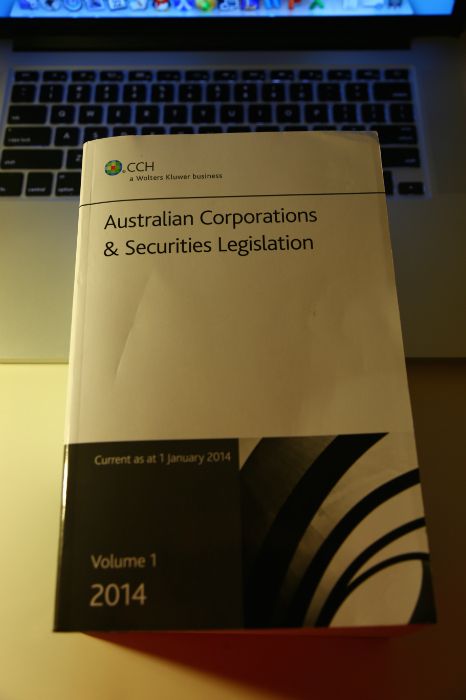 CCH
a Wolters Kluwer business
Australian Corporations
& Securities Legislation
Current as at 1 January 2014
Volume 1
2014